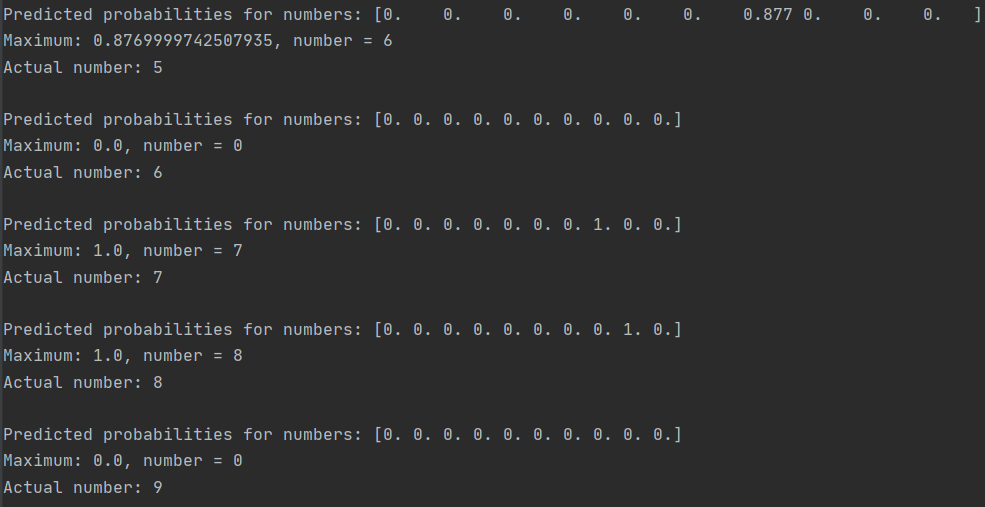 Predicted probabilities for numbers: [0.    0.    0.    0.    0.    0.    0.877 0.    0.    0.   ]
Maximum: 0.8769999742507935, number = 6
Actual number: 5
Predicted probabilities for numbers: [0. 0. 0. 0. 0. 0. 0. 0. 0. 0.]
Maximum: 0.0, number = 0
Actual number: 6
Predicted probabilities for numbers: [0. 0. 0. 0. 0. 0. 0. 1. 0. 0.]
Maximum: 1.0, number = 7
Actual number: 7
Predicted probabilities for numbers: [0. 0. 0. 0. 0. 0. 0. 0. 1. 0.]
Maximum: 1.0, number = 8
Actual number: 8
Predicted probabilities for numbers: [0. 0. 0. 0. 0. 0. 0. 0. 0. 0.]
Maximum: 0.0, number = 0
Actual number: 9